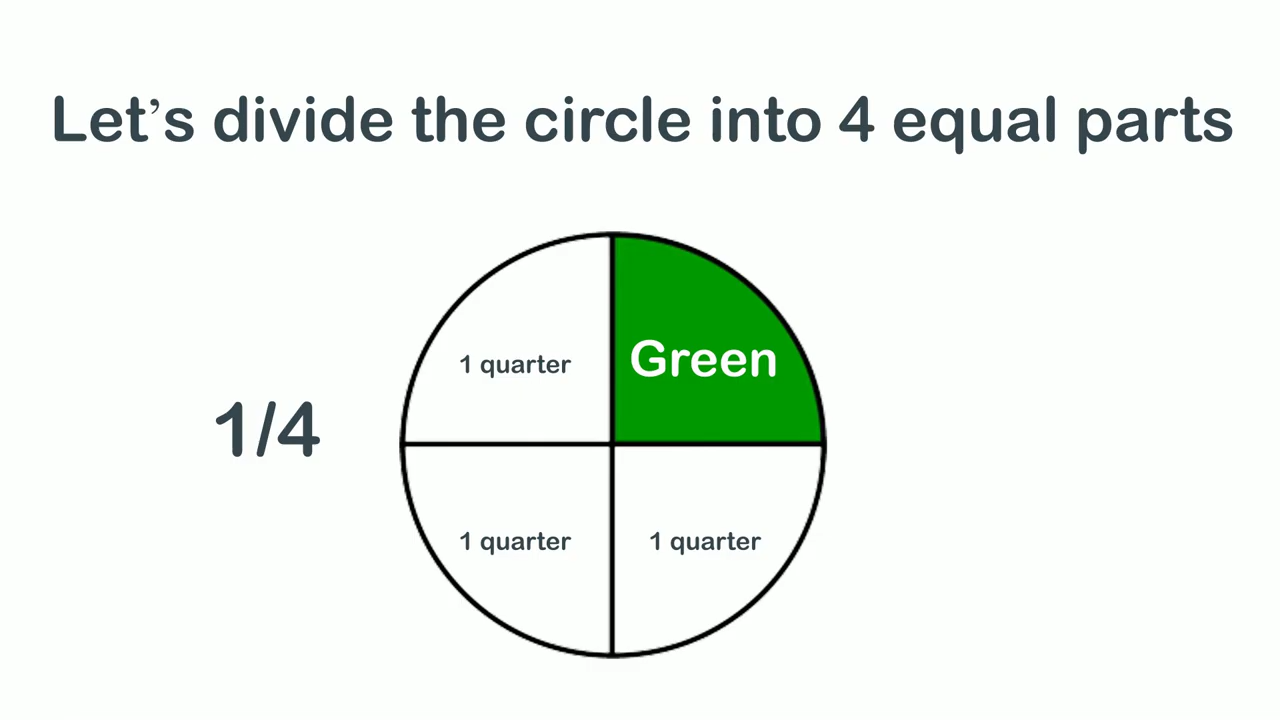 Let’s divide the circle into 4 equal parts
1 quarter
Green
1/4
1 quarter
1 quarter